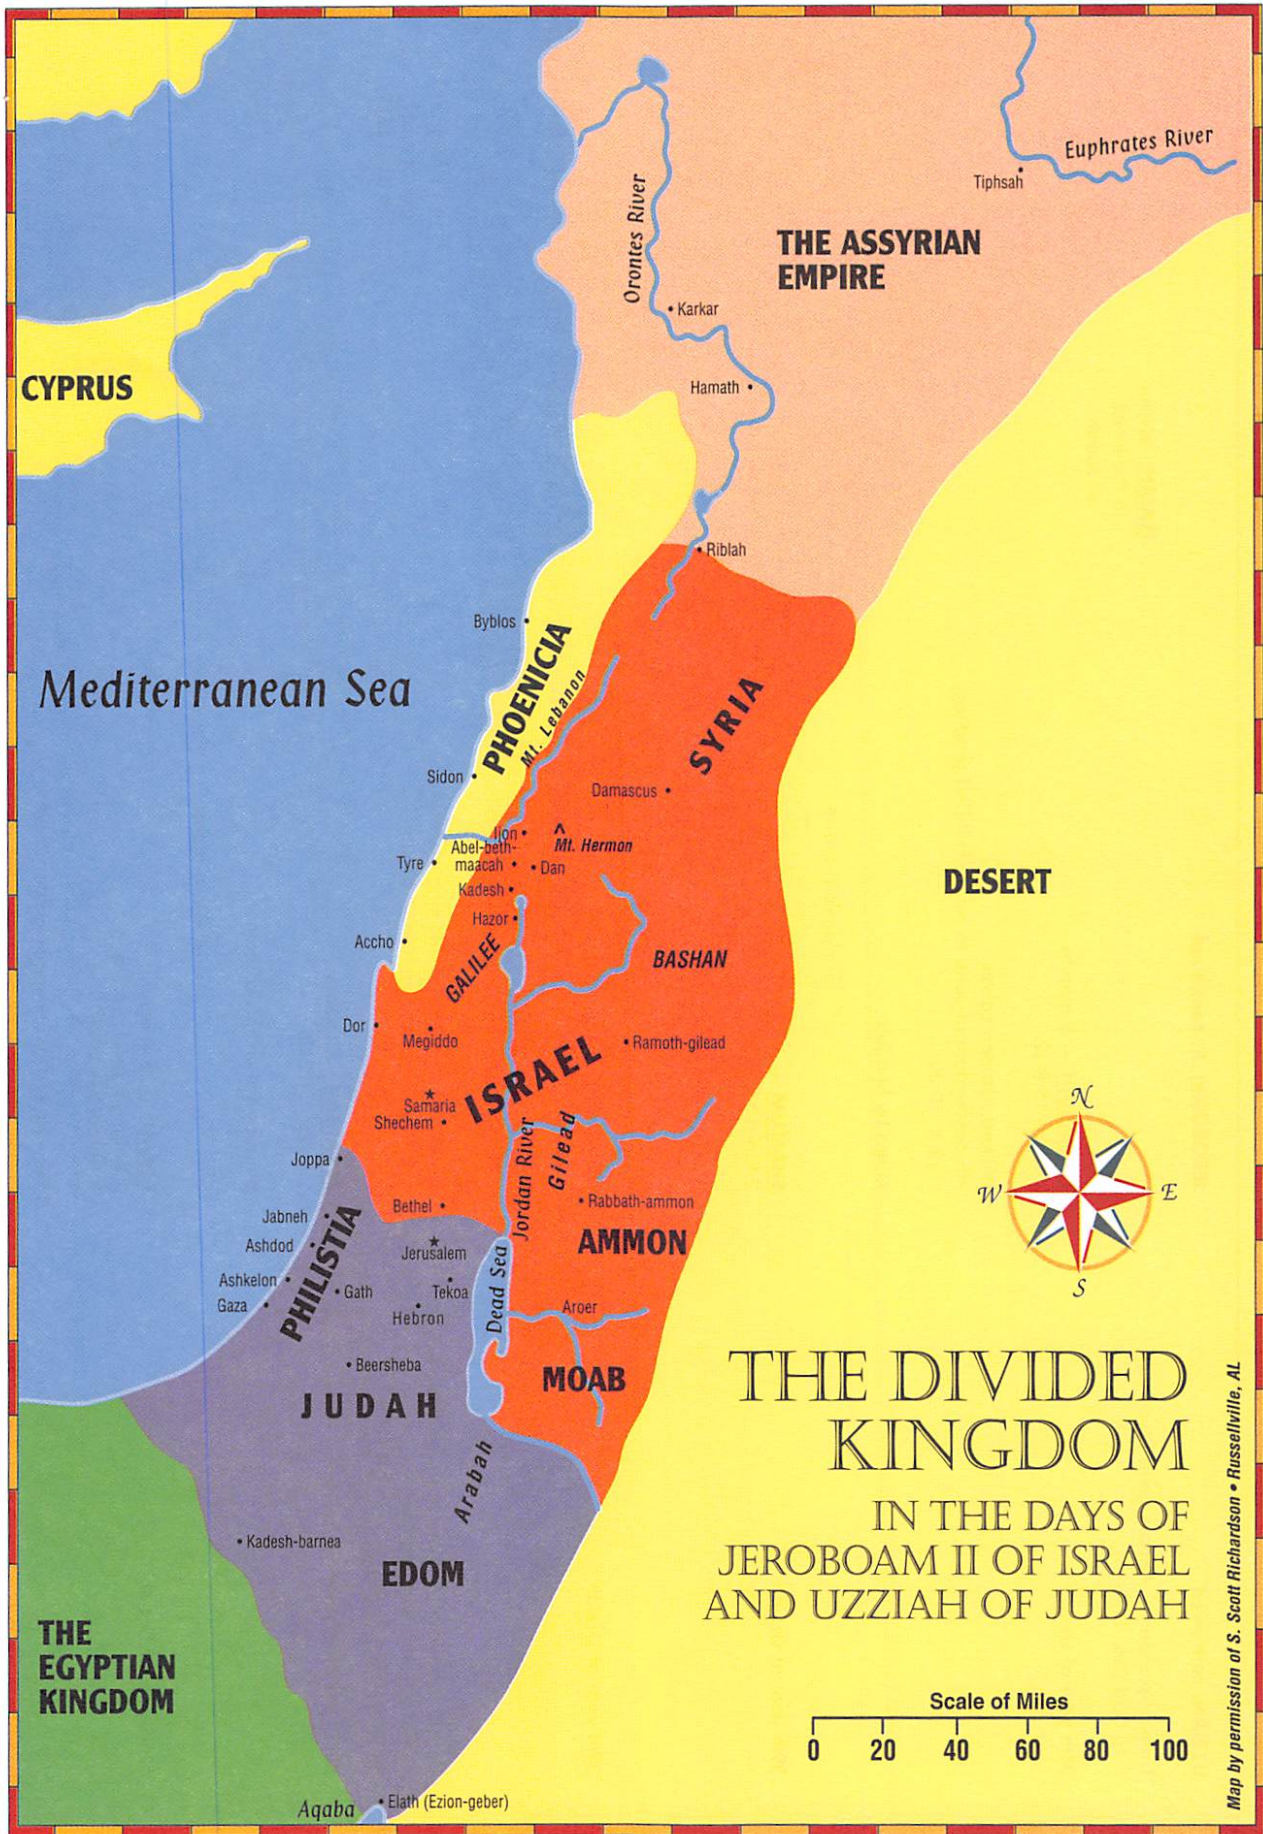 Euphrates River
Tiphsah
Orontes River
THE ASSYRIAN
EMPIRE
Karkar
CYPRUS
Hamath
Riblah
Byblos
PHOENICIA
Mt. Lebanon
Mediterranean Sea
SYRIA
Sidon
Damascus
Ijon
Mt. Hermon
Abel-beth-
maacah
Tyre
Dan
Kadesh
DESERT
Hazor
Accho
GALILEE
BASHAN
Dor
Megiddo
Ramoth-gilead
ISRAEL
Samaria
Shechem
N
W
E
S
Gilead
Jordan River
Joppa
Bethel
Rabbath-ammon
Jabneh
PHILISTIA
Ashdod
Jerusalem
AMMON
Ashkelon
Gath
Tekoa
Dead Sea
Gaza
Hebron
Aroer
Beersheba
MOAB
JUDAH
THE DIVIDED
KINGDOM
IN THE DAYS OF
JEROBOAM II OF ISRAEL
AND UZZIAH OF JUDAH
Arabah
Kadesh-barnea
EDOM
THE
EGYPTIAN
KINGDOM
Scale of Miles
0 20 40 60 80 100
Aqaba
Elath (Ezion-geber)
Map by permission of S. Scott Richardson • Russellville, AL